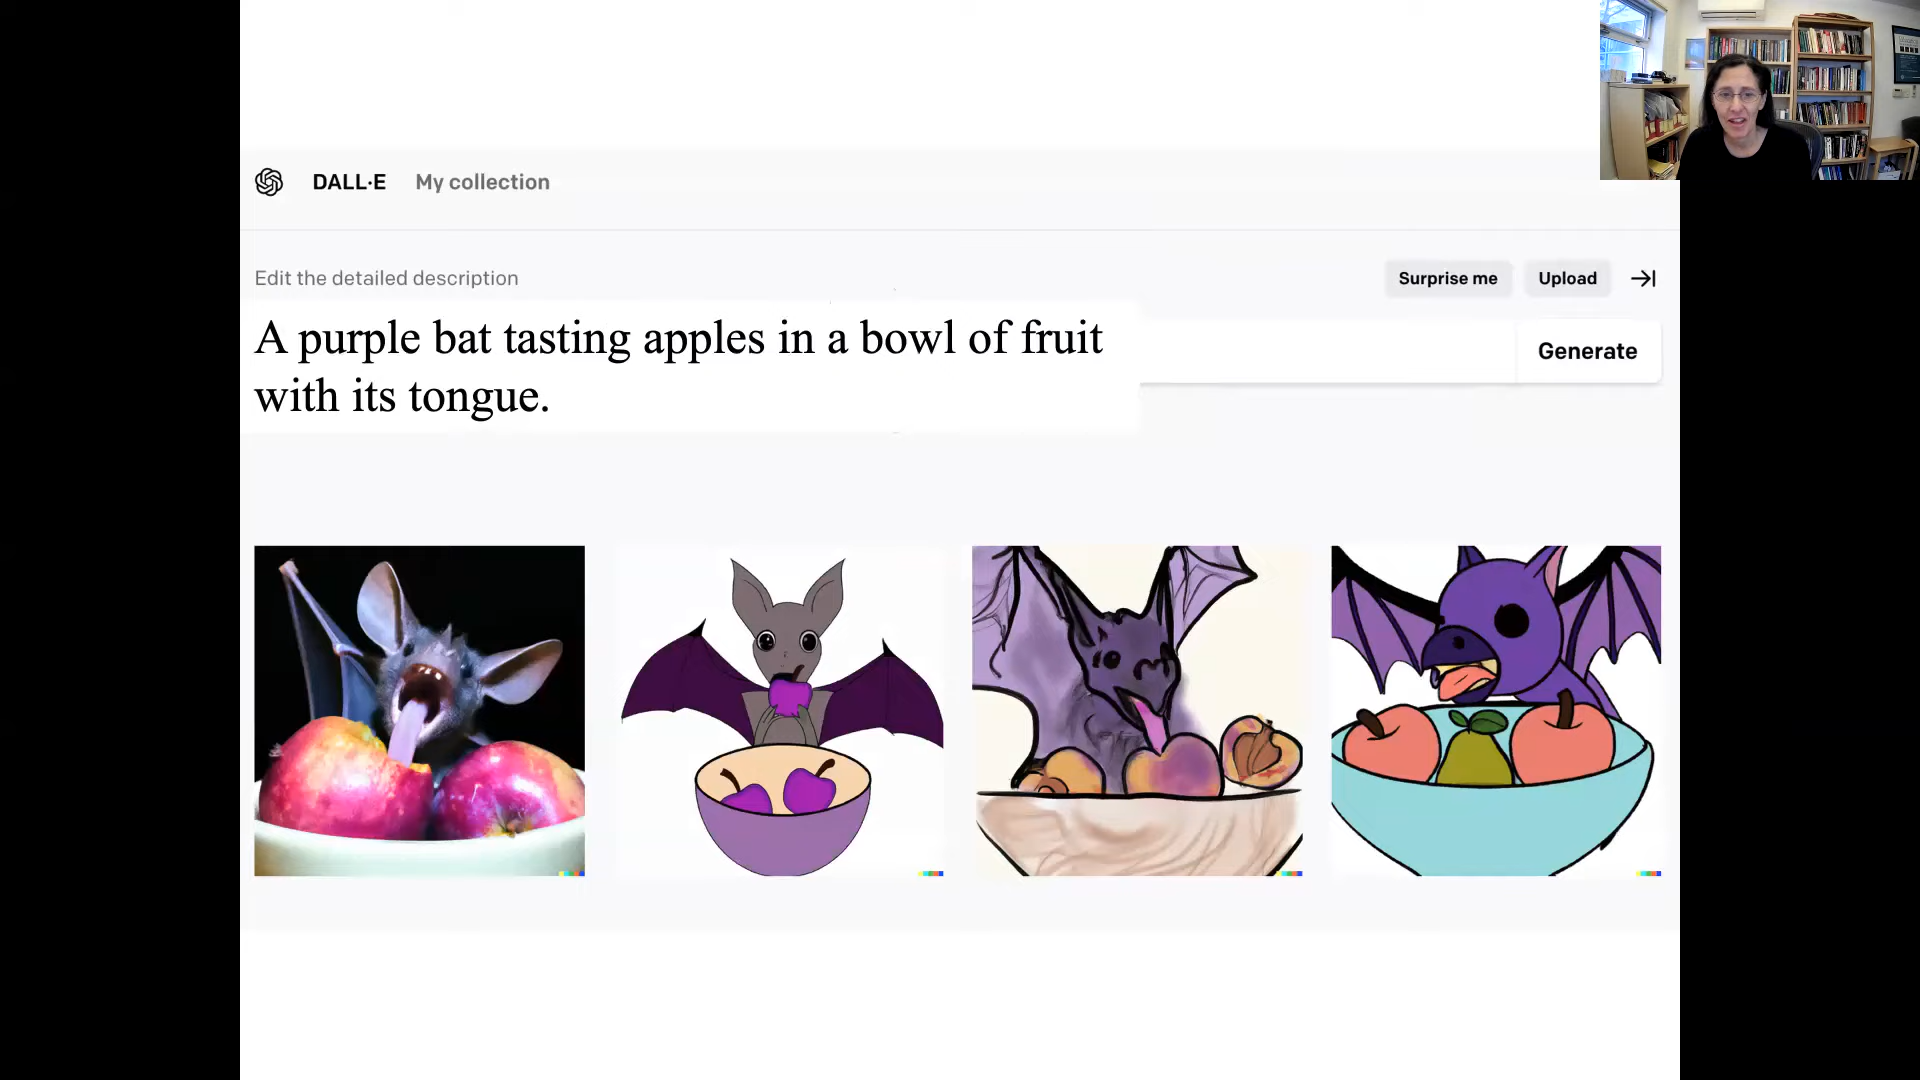 DALL·E My collection
Edit the detailed description
Surprise me
Upload
A purple bat tasting apples in a bowl of fruit
with its tongue.
Generate